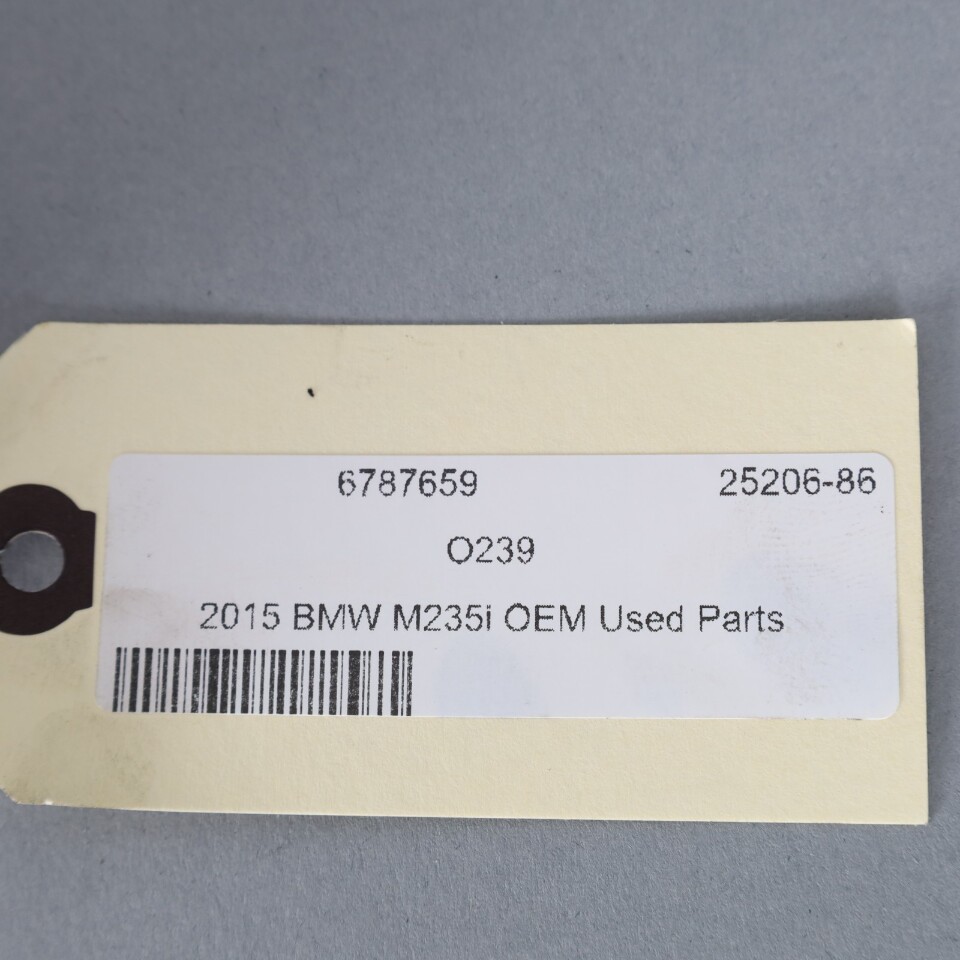 6787659 25206-86
O239
2015 BMW M235i OEM Used Parts